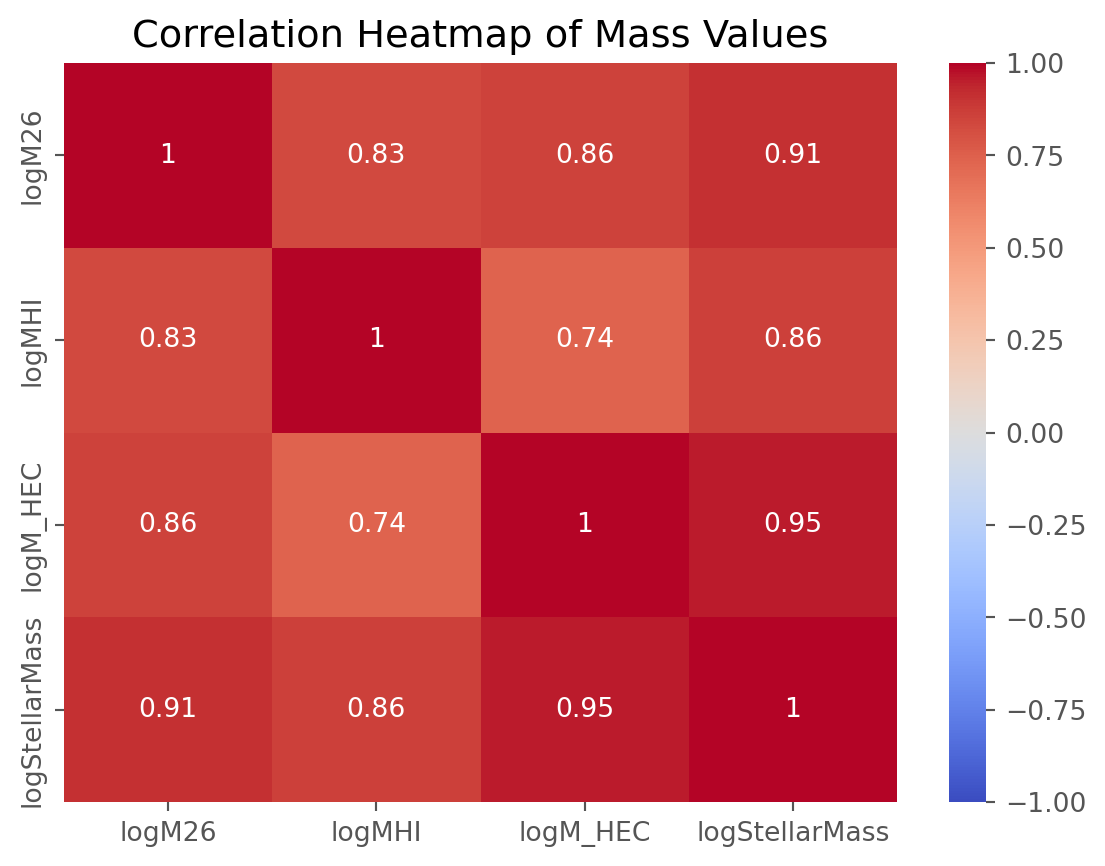 Correlation Heatmap of Mass Values
logM26
1
0.83
0.86
0.91
logMHI
0.83
1
0.74
0.86
logM_HEC
0.86
0.74
1
0.95
logStellarMass
0.91
0.86
0.95
1
logM26
logMHI
logM_HEC
logStellarMass
1.00
0.75
0.50
0.25
0.00
−0.25
−0.50
−0.75
−1.00